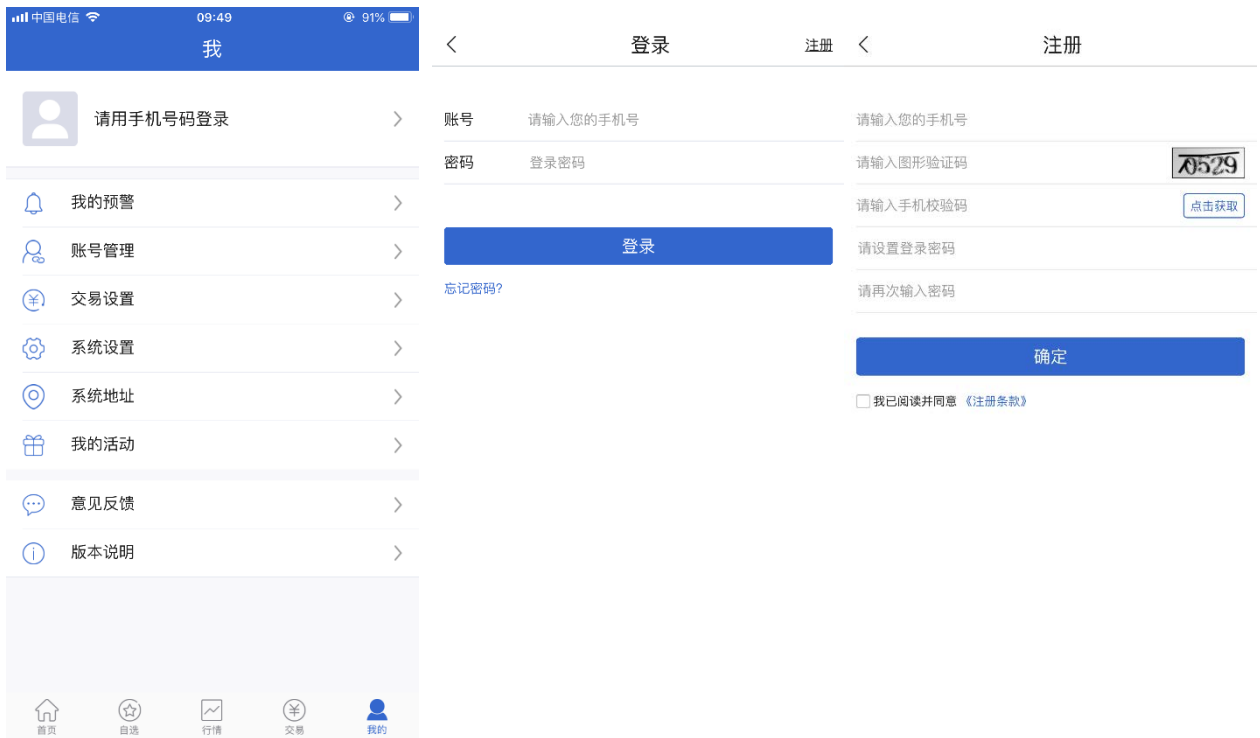 中国电信 09:49 91%
我
请用手机号码登录
我的预警
账号管理
交易设置
系统设置
系统地址
我的活动
意见反馈
版本说明
首页 自选 行情 交易 我的
登录 注册
账号 请输入您的手机号
密码 登录密码
登录
忘记密码?
注册
请输入您的手机号
请输入图形验证码 70529
请输入手机校验码 点击获取
请设置登录密码
请再次输入密码
确定
我已阅读并同意 《注册条款》